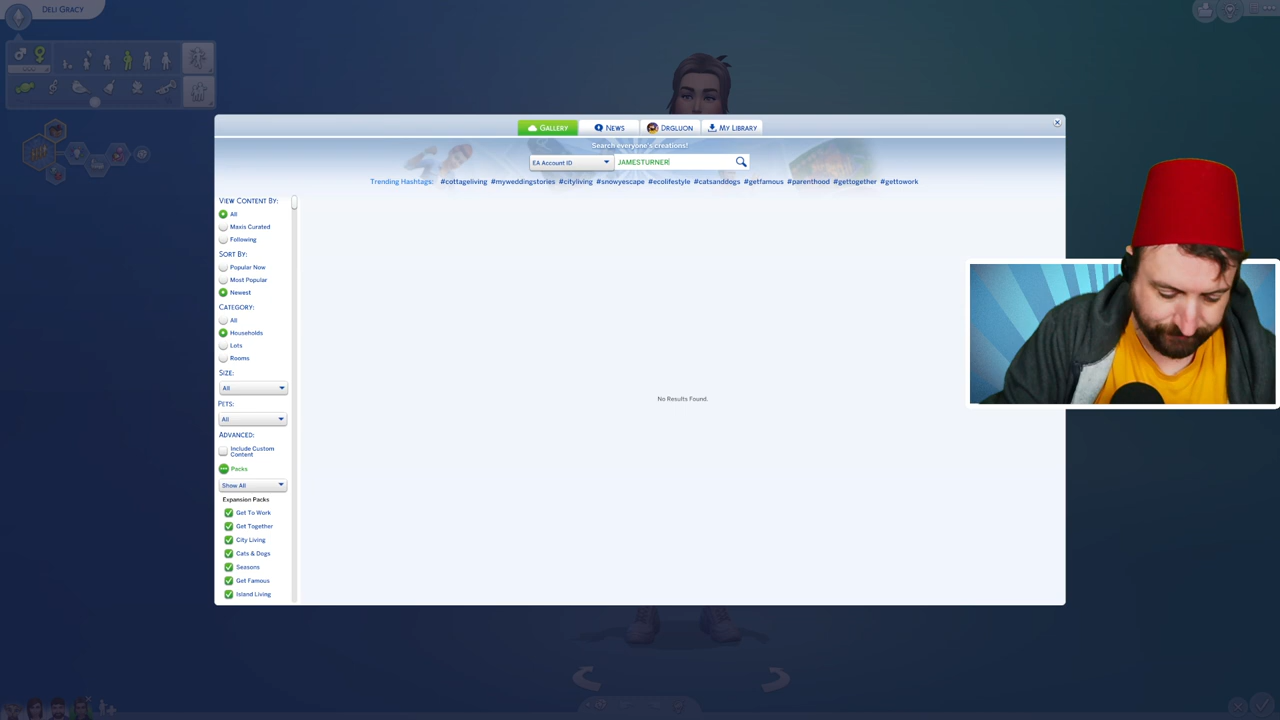 DELI GRACY
GALLERY
NEWS
DRGLUON
MY LIBRARY
Search everyone's creations!
EA Account ID
JAMESTURNER
Trending Hashtags: #cottageliving #myweddingstories #cityliving #snowyescape #ecolifestyle #catsanddogs #getfamous #parenthood #gettogether #gettowork
VIEW CONTENT BY:
All
Maxis Curated
Following
SORT BY:
Popular Now
Most Popular
Newest
CATEGORY:
All
Households
Lots
Rooms
SIZE:
All
PETS:
All
ADVANCED:
Include Custom
Content
Packs
Show All
Expansion Packs
Get To Work
Get Together
City Living
Cats & Dogs
Seasons
Get Famous
Island Living
No Results Found.